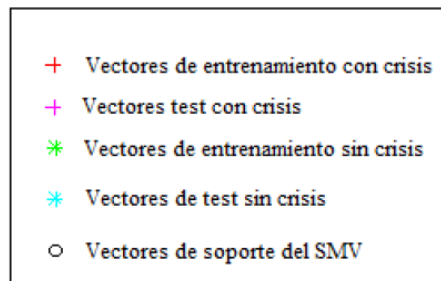 Vectores de entrenamiento con crisis
Vectores test con crisis
Vectores de entrenamiento sin crisis
Vectores de test sin crisis
Vectores de soporte del SMV